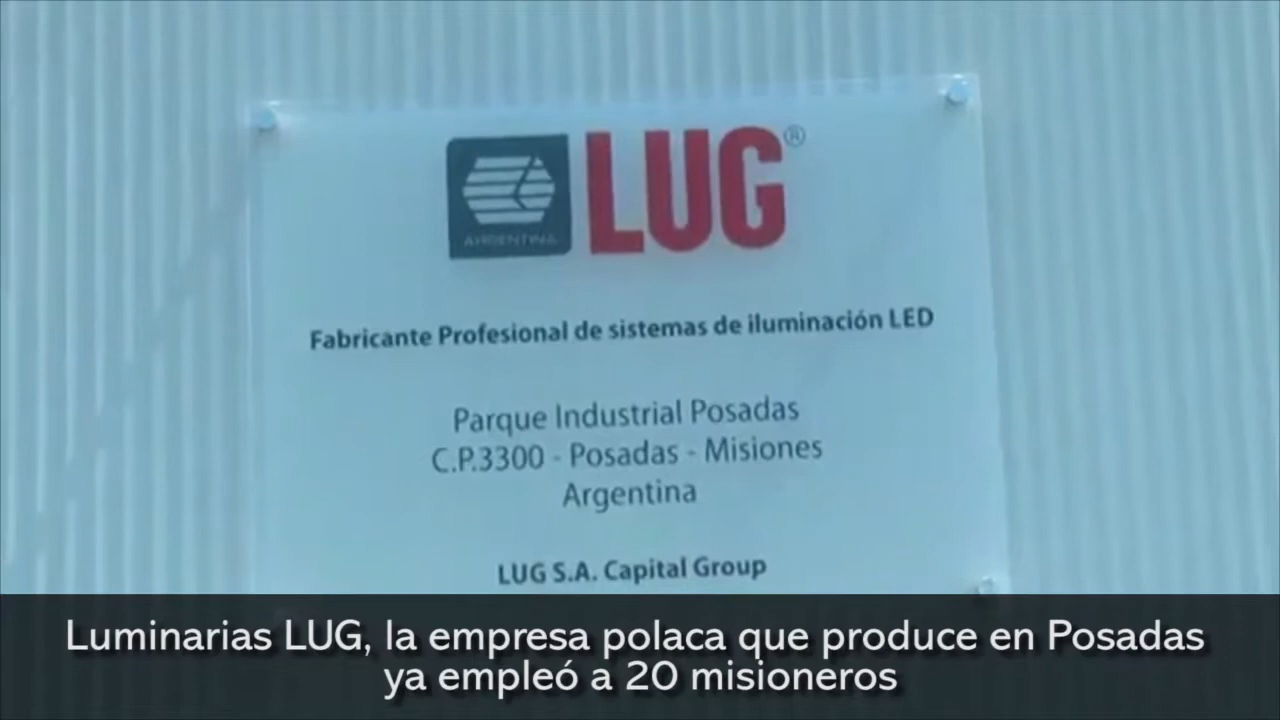 LUG®
ARGENTINA
Fabricante Profesional de sistemas de iluminación LED
Parque Industrial Posadas
C.P.3300 - Posadas - Misiones
Argentina
LUG S.A. Capital Group
Luminarias LUG, la empresa polaca que produce en Posadas
ya empleó a 20 misioneros